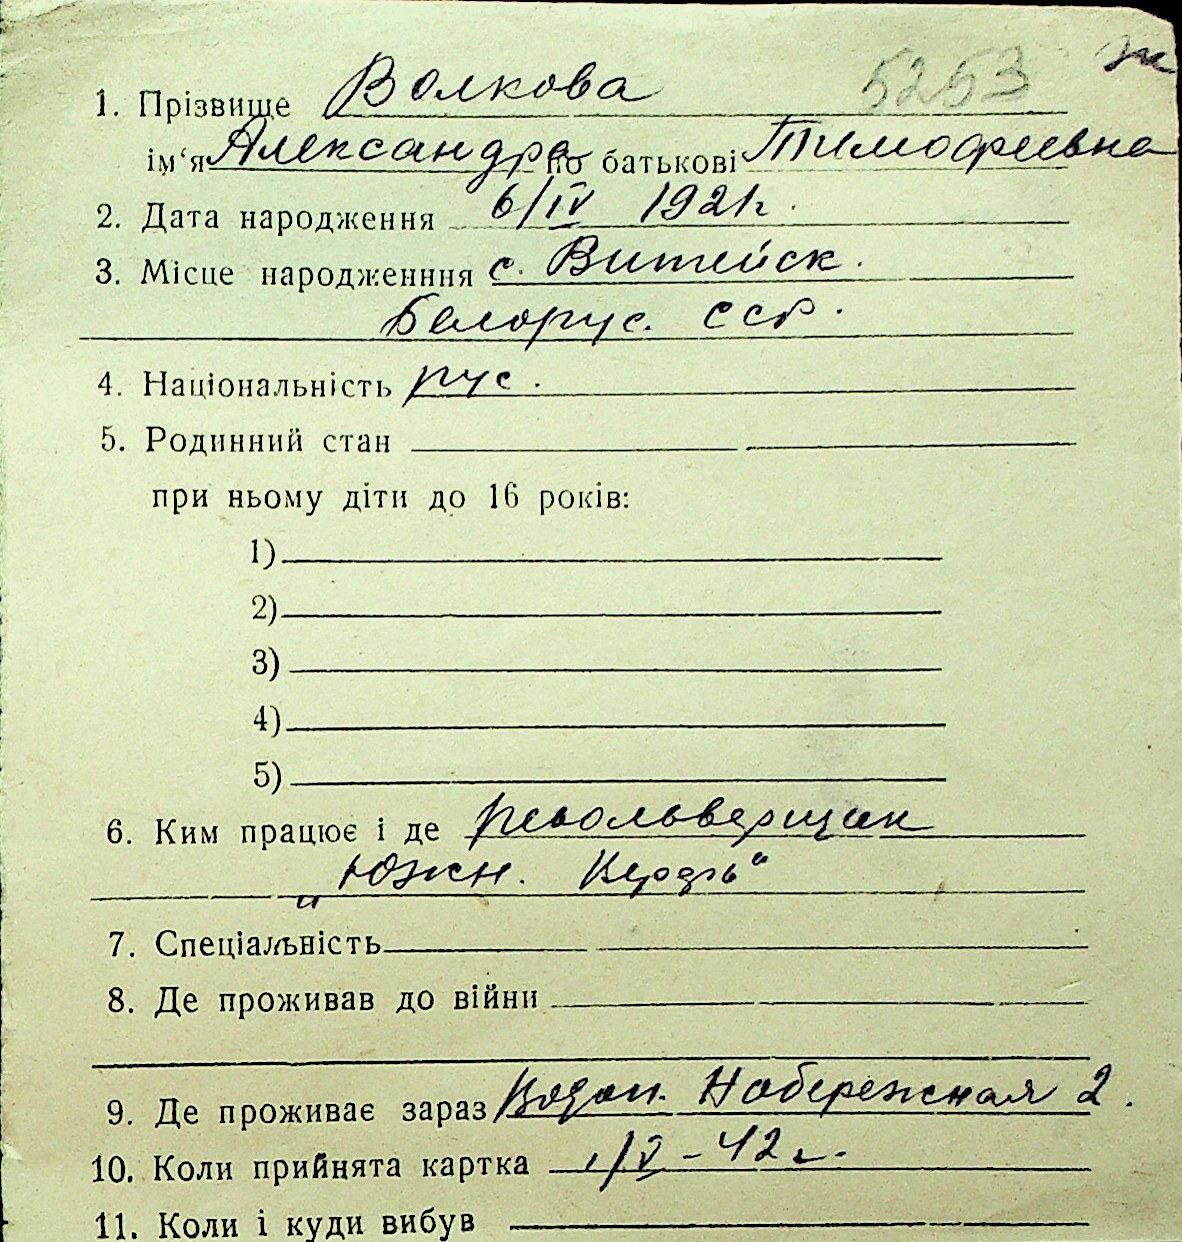 5253
1. Прізвище Волкова
ім‘я Александра по батькові Тимофеевна
2. Дата народження 6/IV 1921г.
3. Місце народженння с. Витейск.
Белорус. ССР.
4. Національність рус.
5. Родинний стан
при ньому діти до 16 років:
1)
2)
3)
4)
5)
6. Ким працює і де револьверщик
„Южн. Верфь“
7. Спеціальність
8. Де проживав до війни
9. Де проживає зараз Водоп. Набережная 2.
10. Коли прийнята картка 1/V-42г.
11. Коли і куди вибув